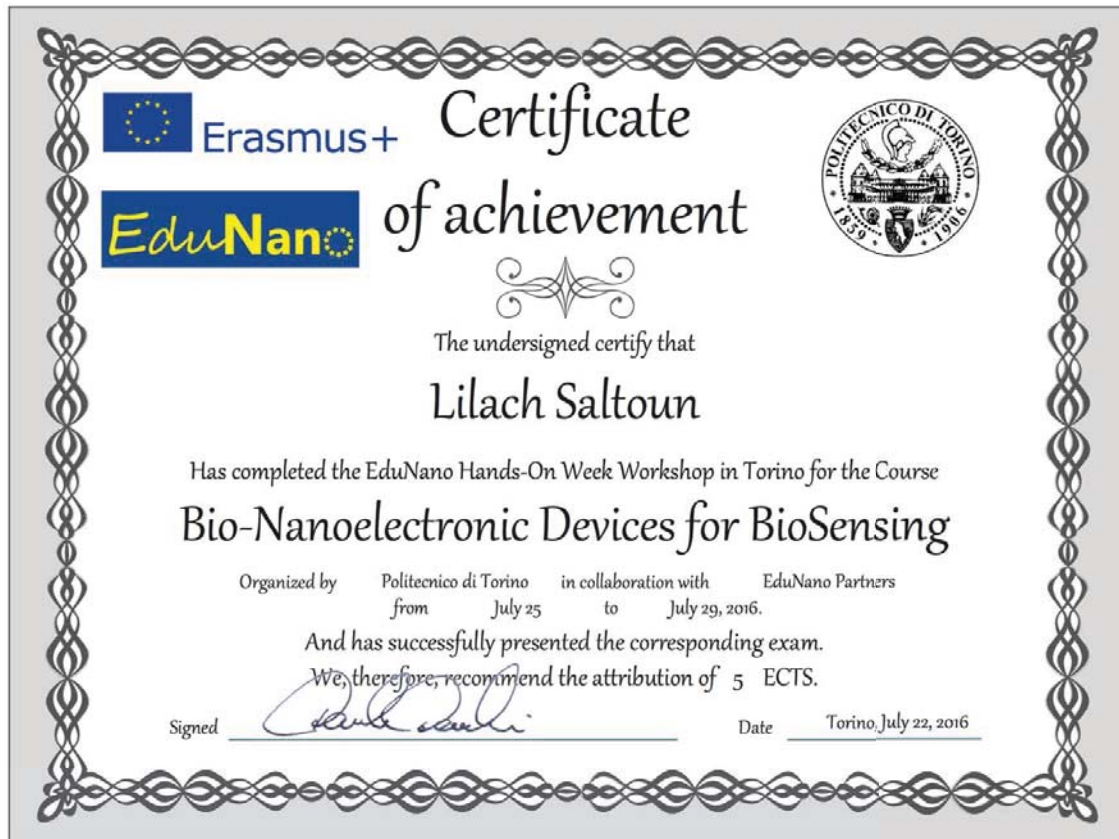 Erasmus+
EduNano
Certificate
of achievement
POLITECNICO DI TORINO
1859 1906
The undersigned certify that
Lilach Saltoun
Has completed the EduNano Hands-On Week Workshop in Torino for the Course
Bio-Nanoelectronic Devices for BioSensing
Organized by Politecnico di Torino in collaboration with EduNano Partners
from July 25 to July 29, 2016.
And has successfully presented the corresponding exam.
We, therefore, recommend the attribution of 5 ECTS.
Signed
Date Torino, July 22, 2016